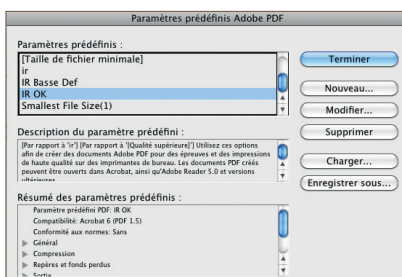 Paramètres prédéfinis Adobe PDF
Paramètres prédéfinis :
[Taille de fichier minimale]
ir
IR Basse Def
IR OK
Smallest File Size(1)
Terminer
Nouveau...
Modifier...
Supprimer
Charger...
Enregistrer sous...
Description du paramètre prédéfini :
[Par rapport à 'ir'] [Par rapport à '[Qualité supérieure]'] Utilisez ces options
afin de créer des documents Adobe PDF pour des épreuves et des impressions
de haute qualité sur des imprimantes de bureau. Les documents PDF créés
peuvent être ouverts dans Acrobat, ainsi qu'Adobe Reader 5.0 et versions
ultérieures
Résumé des paramètres prédéfinis :
Paramètre prédéfini PDF: IR OK
Compatibilité: Acrobat 6 (PDF 1.5)
Conformité aux normes: Sans
Général
Compression
Repères et fonds perdus
Sortie